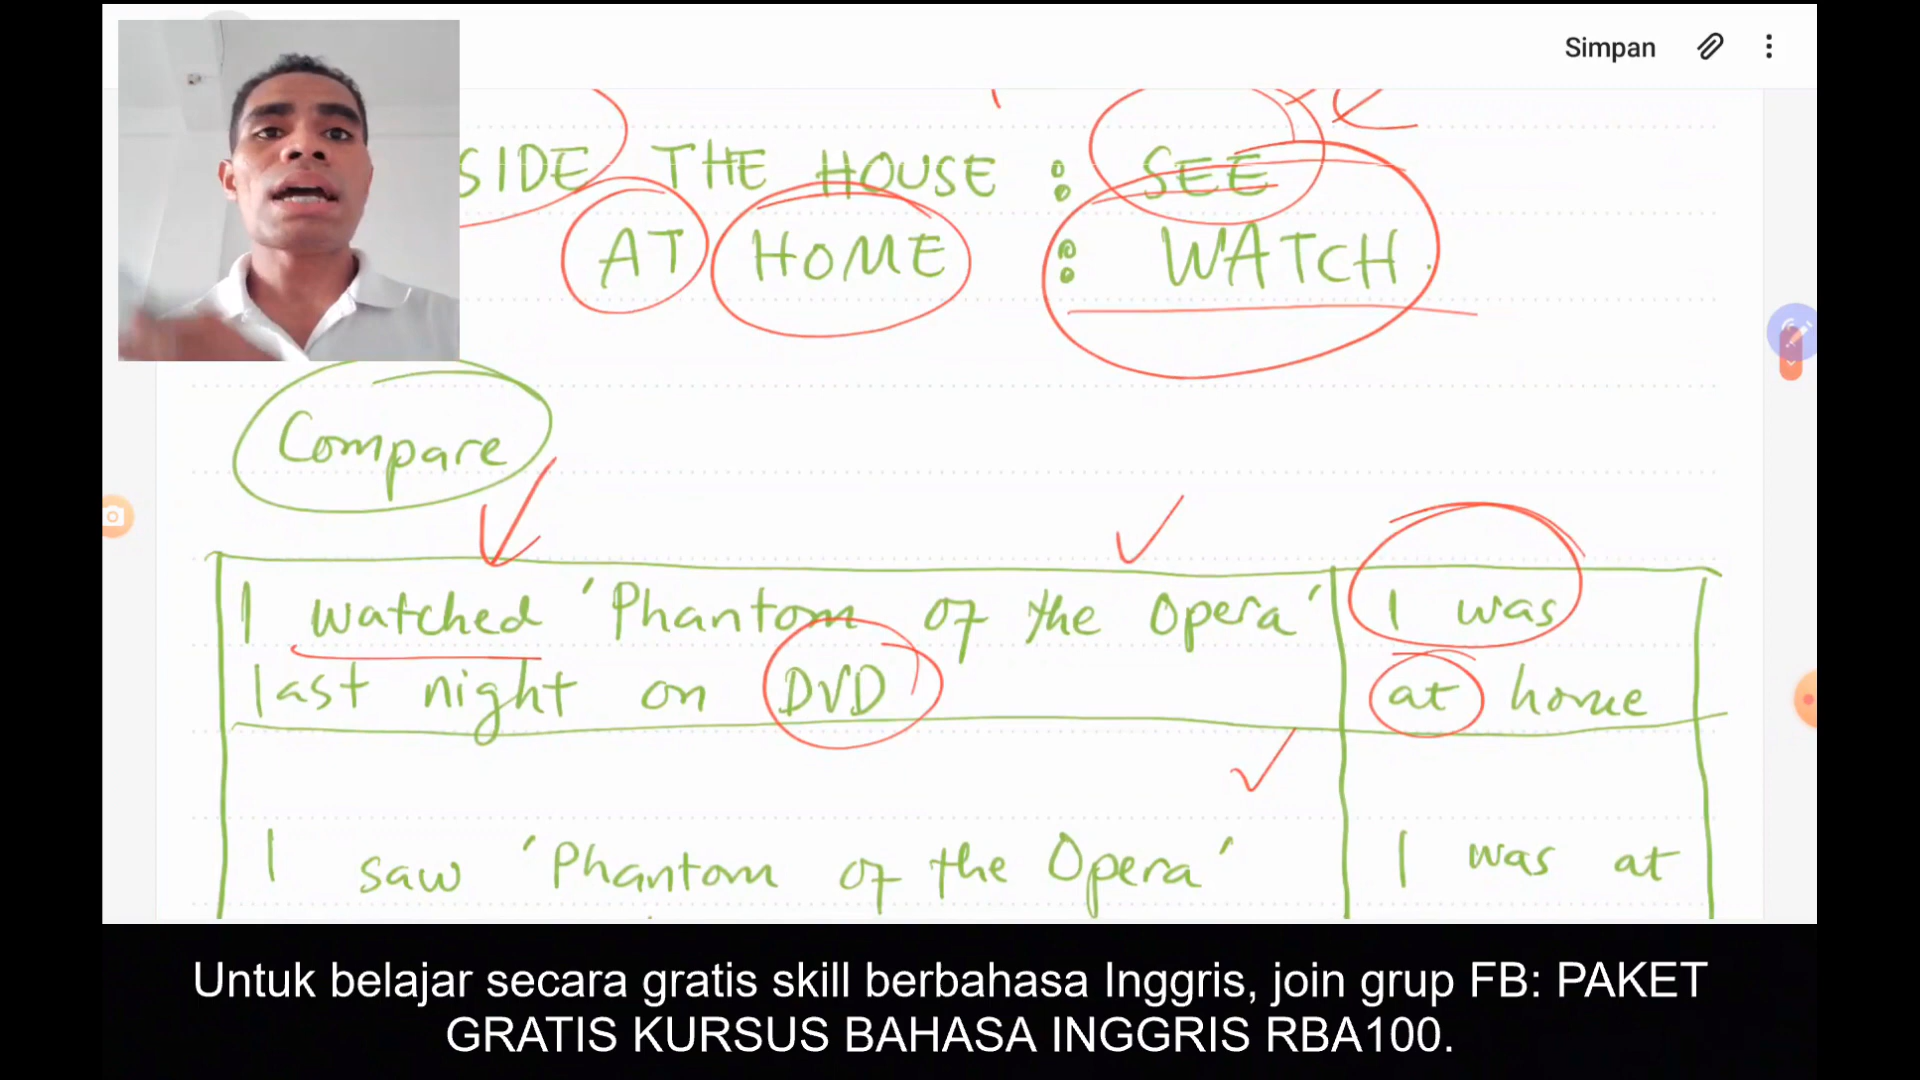 Simpan
SIDE THE HOUSE : SEE
AT HOME : WATCH.
Compare
I watched 'Phantom of the Opera' I was
last night on DVD at home
I saw 'Phantom of the Opera' I was at
Untuk belajar secara gratis skill berbahasa Inggris, join grup FB: PAKET
GRATIS KURSUS BAHASA INGGRIS RBA100.